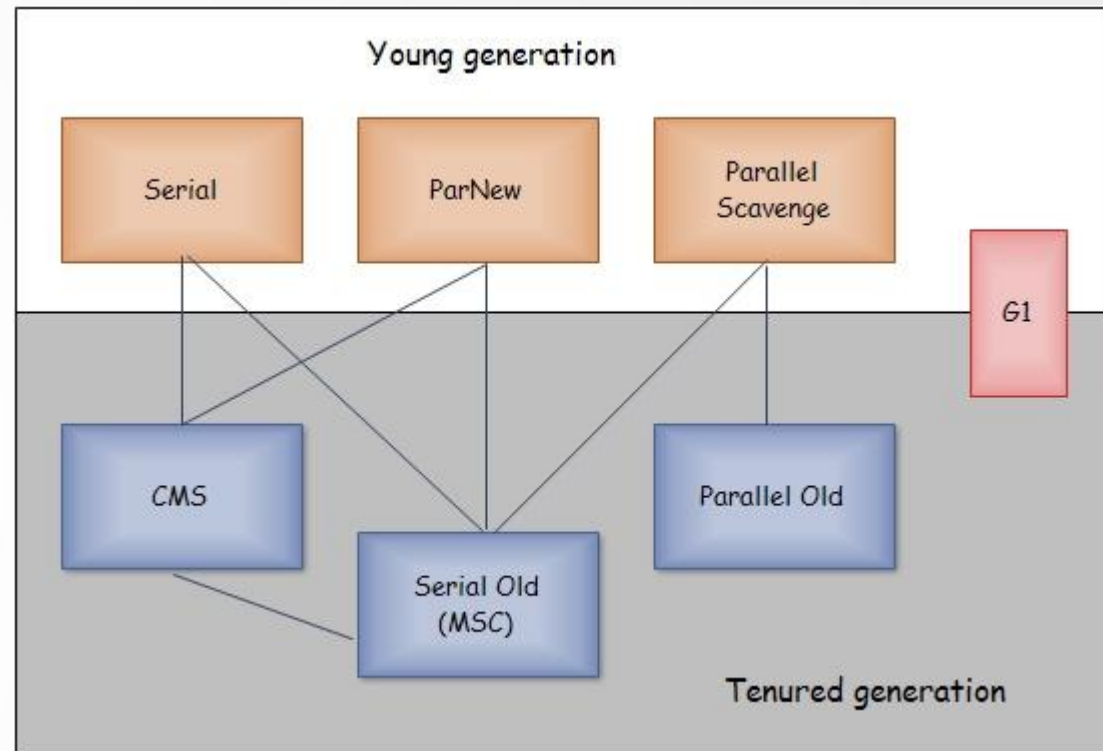 Young generation
Serial
ParNew
Parallel
Scavenge
G1
CMS
Parallel Old
Serial Old
(MSC)
Tenured generation